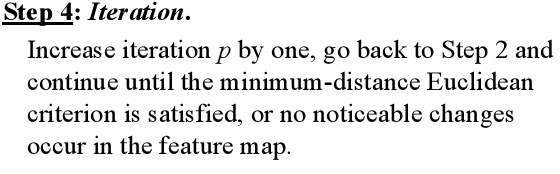 Step 4: Iteration.
Increase iteration p by one, go back to Step 2 and
continue until the minimum-distance Euclidean
criterion is satisfied, or no noticeable changes
occur in the feature map.